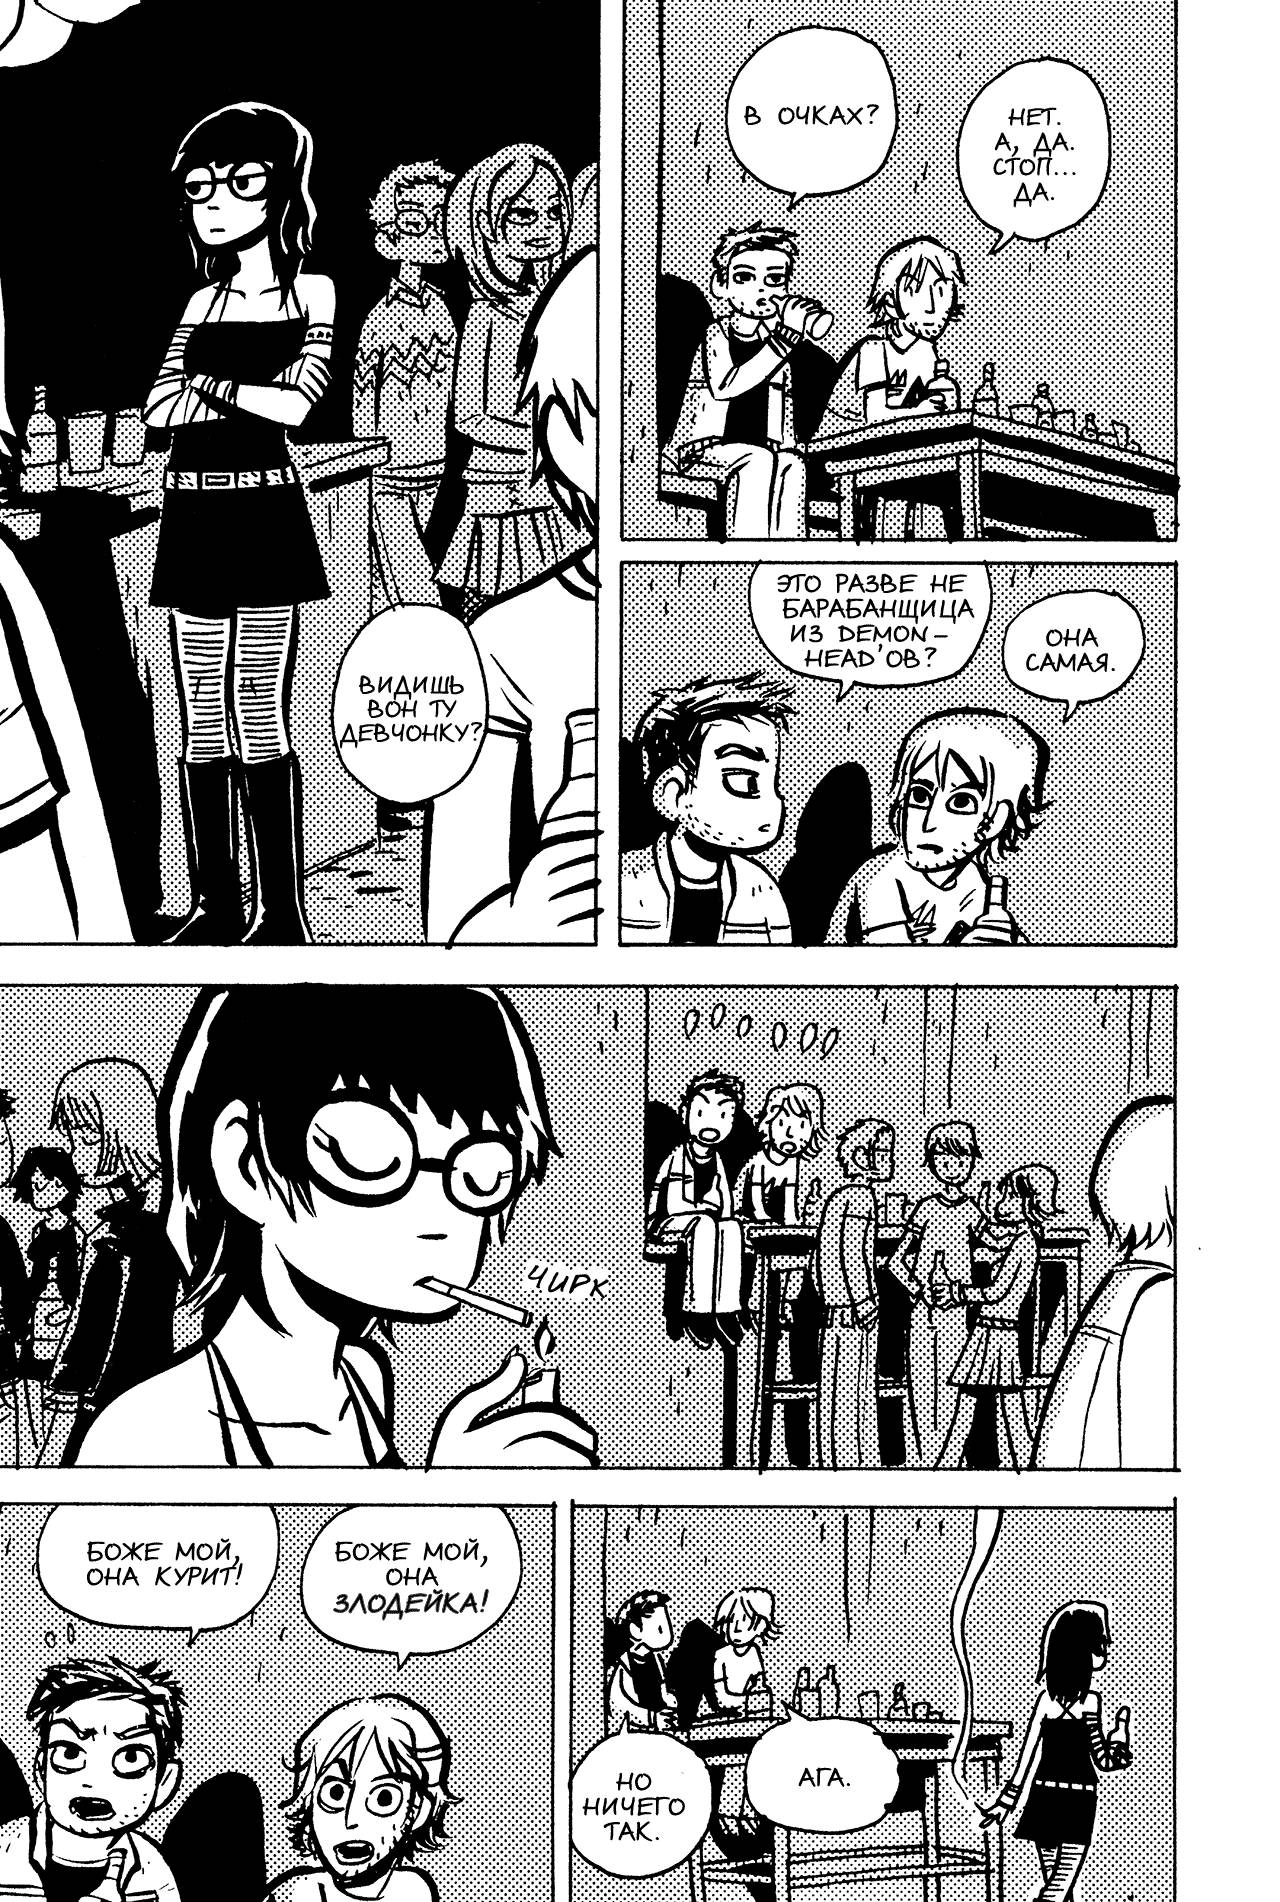 ВИДИШЬ
ВОН ТУ
ДЕВЧОНКУ?
В ОЧКАХ?
НЕТ.
А, ДА.
СТОП...
ДА.
ЭТО РАЗВЕ НЕ
БАРАБАНЩИЦА
ИЗ DEMON-
HEAD'ОВ?
ОНА
САМАЯ.
ЧИРК
БОЖЕ МОЙ,
ОНА КУРИТ!
БОЖЕ МОЙ,
ОНА
ЗЛОДЕЙКА!
НО
НИЧЕГО
ТАК.
АГА.